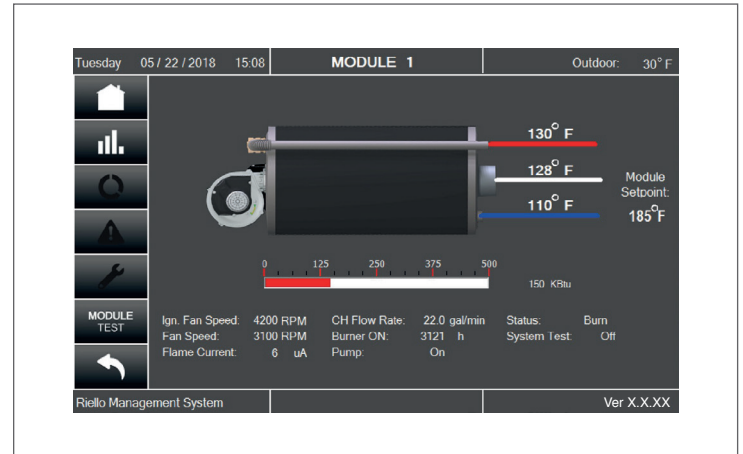 Tuesday 05 / 22 / 2018 15:08 MODULE 1 Outdoor: 30° F
130° F
128° F
Module
Setpoint:
110° F
185°F
0 125 250 375 500
150 KBtu
MODULE
TEST
Ign. Fan Speed: 4200 RPM CH Flow Rate: 22.0 gal/min Status: Burn
Fan Speed: 3100 RPM Burner ON: 3121 h System Test: Off
Flame Current: 6 uA Pump: On
Riello Management System Ver X.X.XX